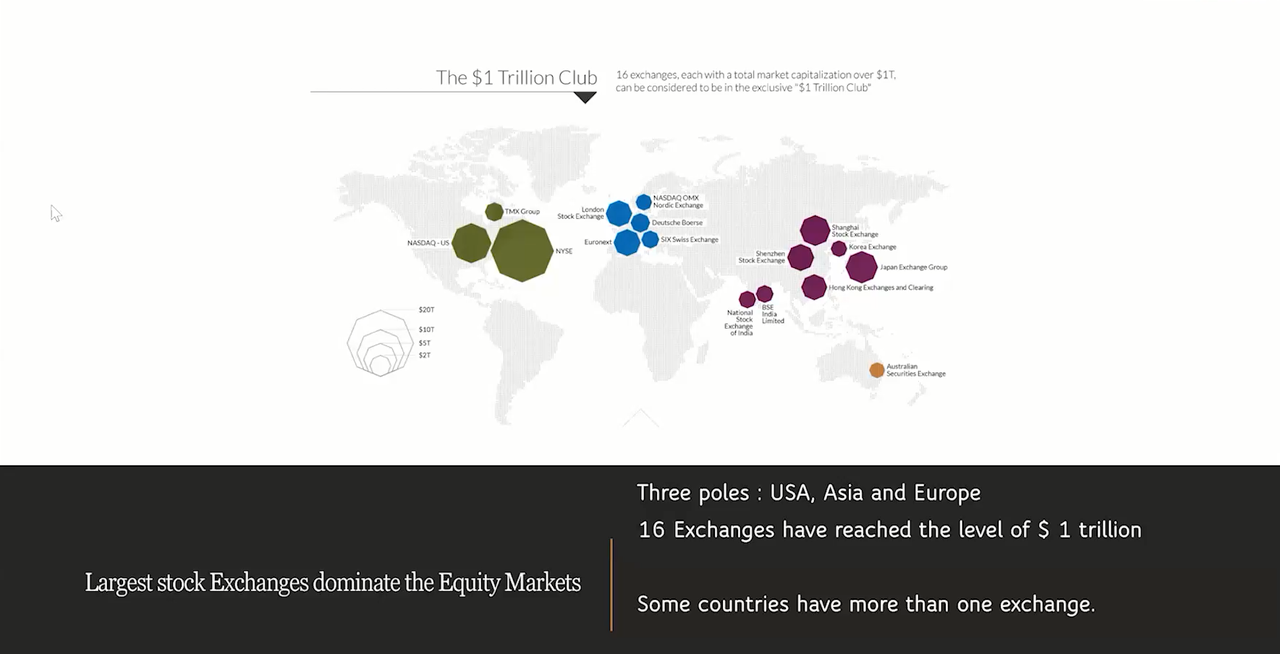 The $1 Trillion Club
16 exchanges, each with a total market capitalization over $1T,
can be considered to be in the exclusive "$1 Trillion Club"
TMX Group
NASDAQ - US
NYSE
London
Stock Exchange
NASDAQ OMX
Nordic Exchange
Deutsche Boerse
Euronext
SIX Swiss Exchange
Shanghai
Stock Exchange
Korea Exchange
Shenzhen
Stock Exchange
Japan Exchange Group
Hong Kong Exchanges and Clearing
National
Stock
Exchange
of India
BSE
India
Limited
Australian
Securities Exchange
$20T
$10T
$5T
$2T
Three poles : USA, Asia and Europe
16 Exchanges have reached the level of $ 1 trillion
Largest stock Exchanges dominate the Equity Markets
Some countries have more than one exchange.